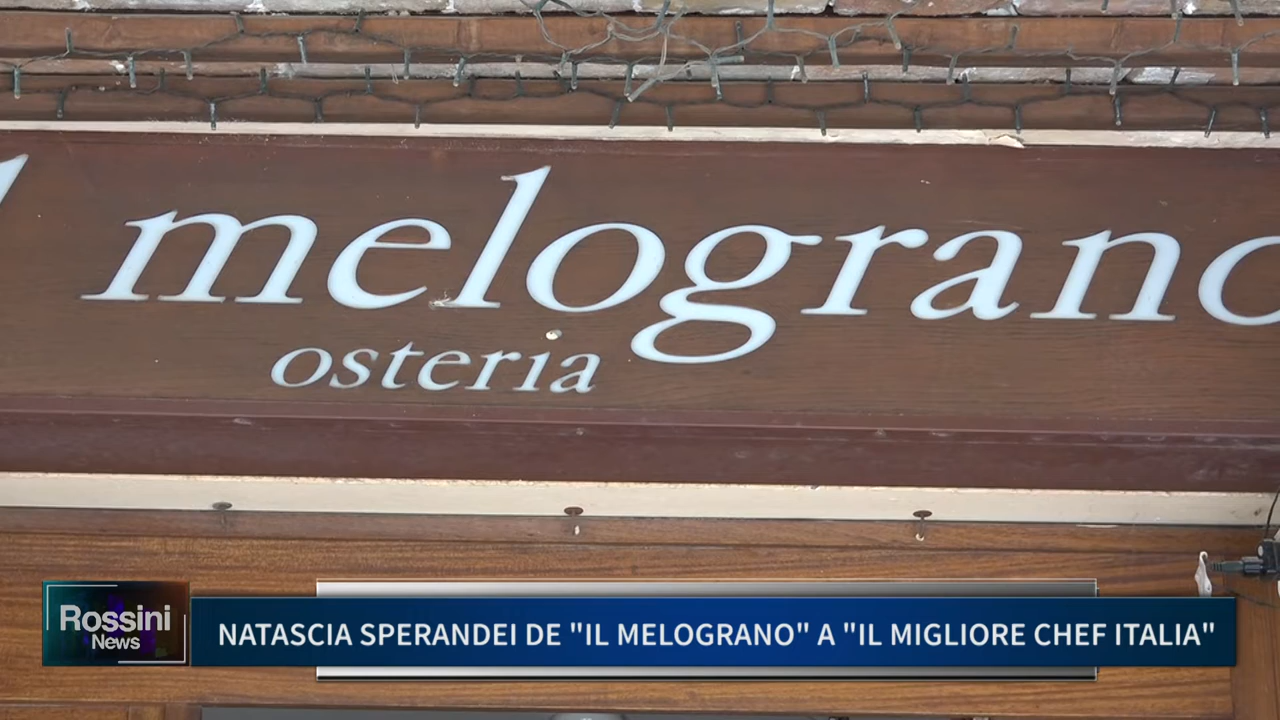 l melograno
osteria
Rossini
News
NATASCIA SPERANDEI DE "IL MELOGRANO" A "IL MIGLIORE CHEF ITALIA"